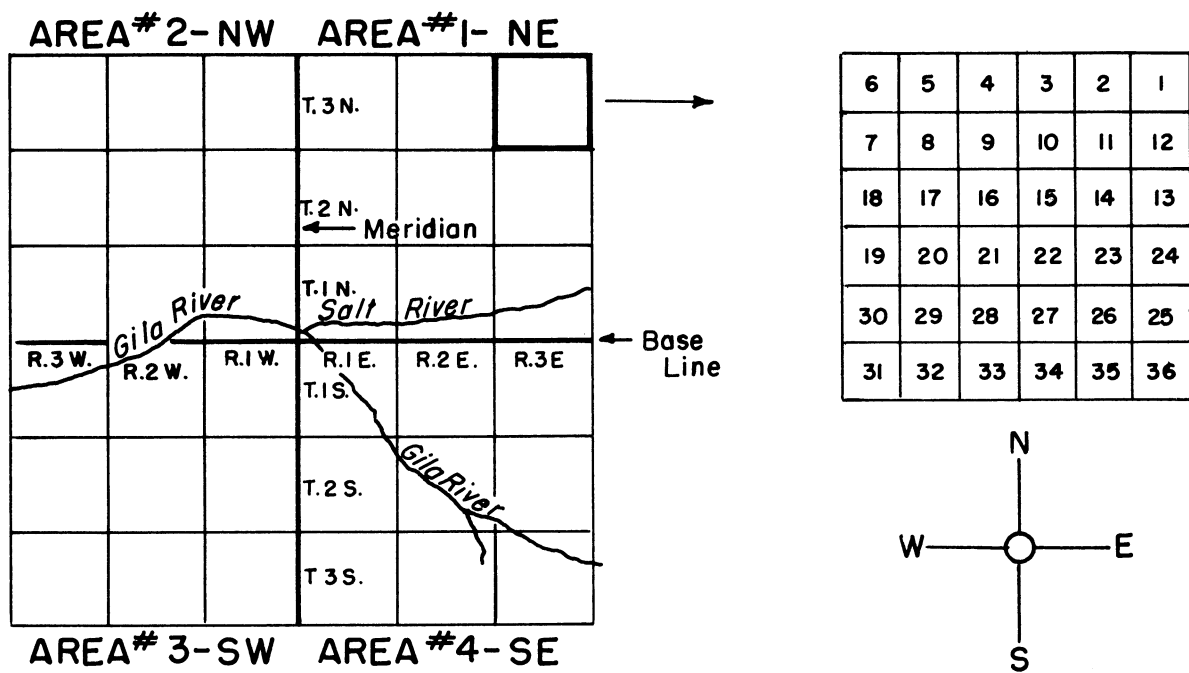 AREA #2-NW AREA #1- NE
T.3 N.
T.2 N.
Meridian
T.1 N.
Gila River
Salt River
Base Line
R.3 W. R.2 W. R.1 W. R.1 E. R.2 E. R.3E
T.1 S.
Gila River
T.2 S.
T 3 S.
AREA #3-SW AREA #4-SE
6 5 4 3 2 1
7 8 9 10 11 12
18 17 16 15 14 13
19 20 21 22 23 24
30 29 28 27 26 25
31 32 33 34 35 36
N
W E
S